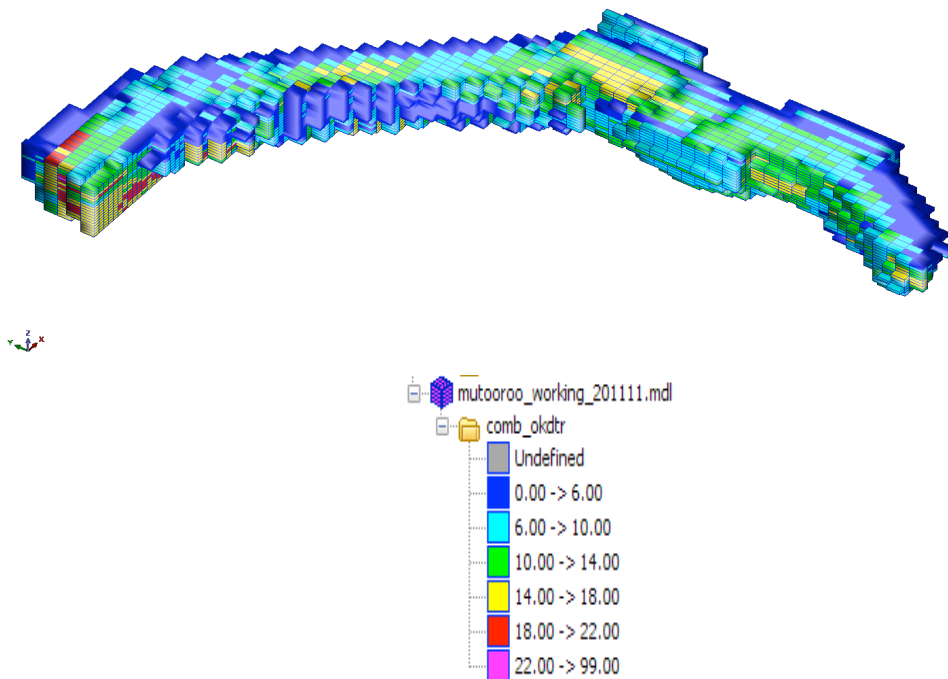 Z
Y
X
mutooroo_working_201111.mdl
comb_okdtr
Undefined
0.00 -> 6.00
6.00 -> 10.00
10.00 -> 14.00
14.00 -> 18.00
18.00 -> 22.00
22.00 -> 99.00